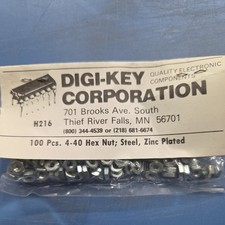 DIGI-KEY
CORPORATION
QUALITY ELECTRONIC
COMPONENTS
H216
701 Brooks Ave. South
Thief River Falls, MN 56701
(800) 344-4539 or (218) 681-6674
100 Pcs. 4-40 Hex Nut; Steel, Zinc Plated